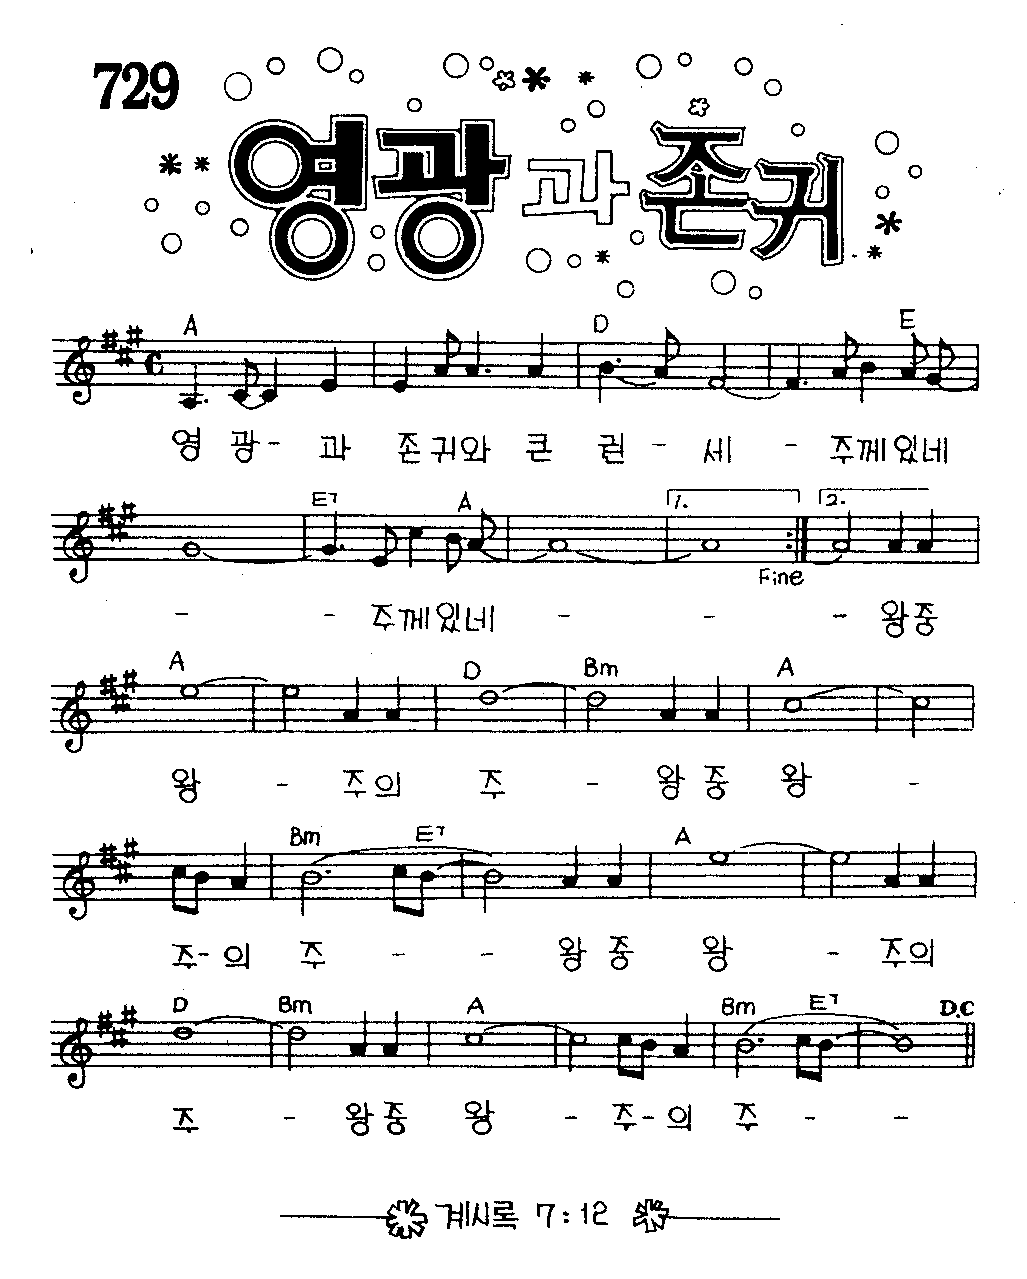 729
영광과 존귀
A D E
영 광 - 과 존 귀와 큰 권 - 세 - 주께있네
E7 A 1. 2.
Fine
- - 주께있네 - - - 왕중
A D Bm A
왕 - 주의 주 - 왕 중 왕 -
Bm E7 A
주- 의 주 - - 왕 중 왕 - 주의
D Bm A Bm E7 D.C
주 - 왕중 왕 - 주- 의 주 - -
계시록 7:12